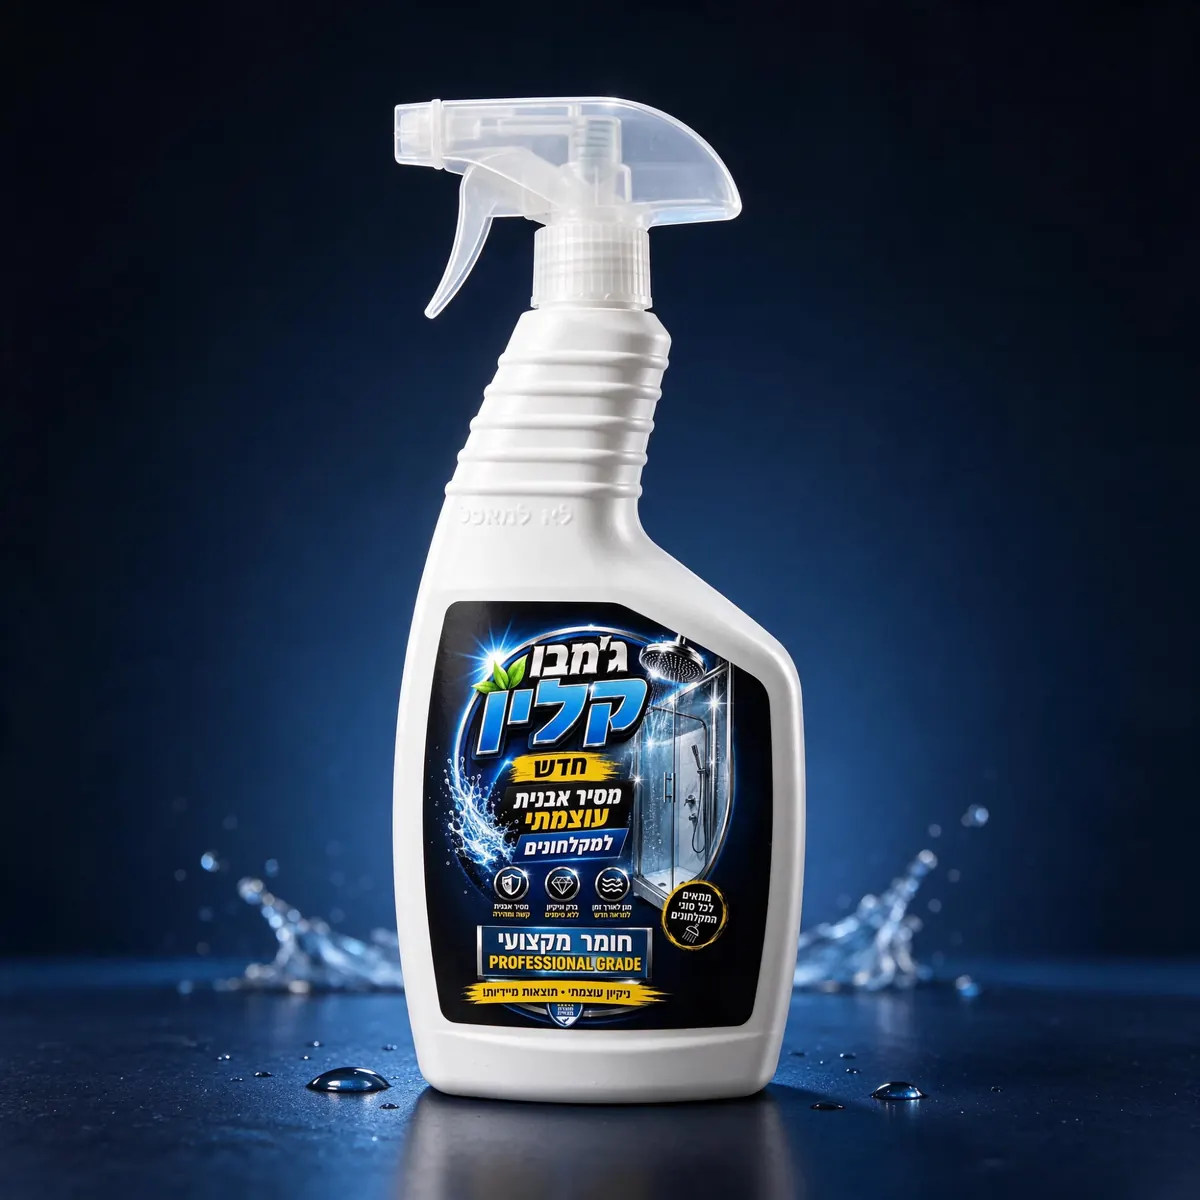 לא למאכל
ג'מבו
קלין
חדש
מסיר אבנית
עוצמתי
למקלחונים
מסיר אבנית
קשה ומהירה
ברק וניקיון
ללא סימנים
מגן לאורך זמן
למראה חדש
מתאים
לכל סוגי
המקלחונים
חומר מקצועי
PROFESSIONAL GRADE
ניקיון עוצמתי • תוצאות מיידיות!